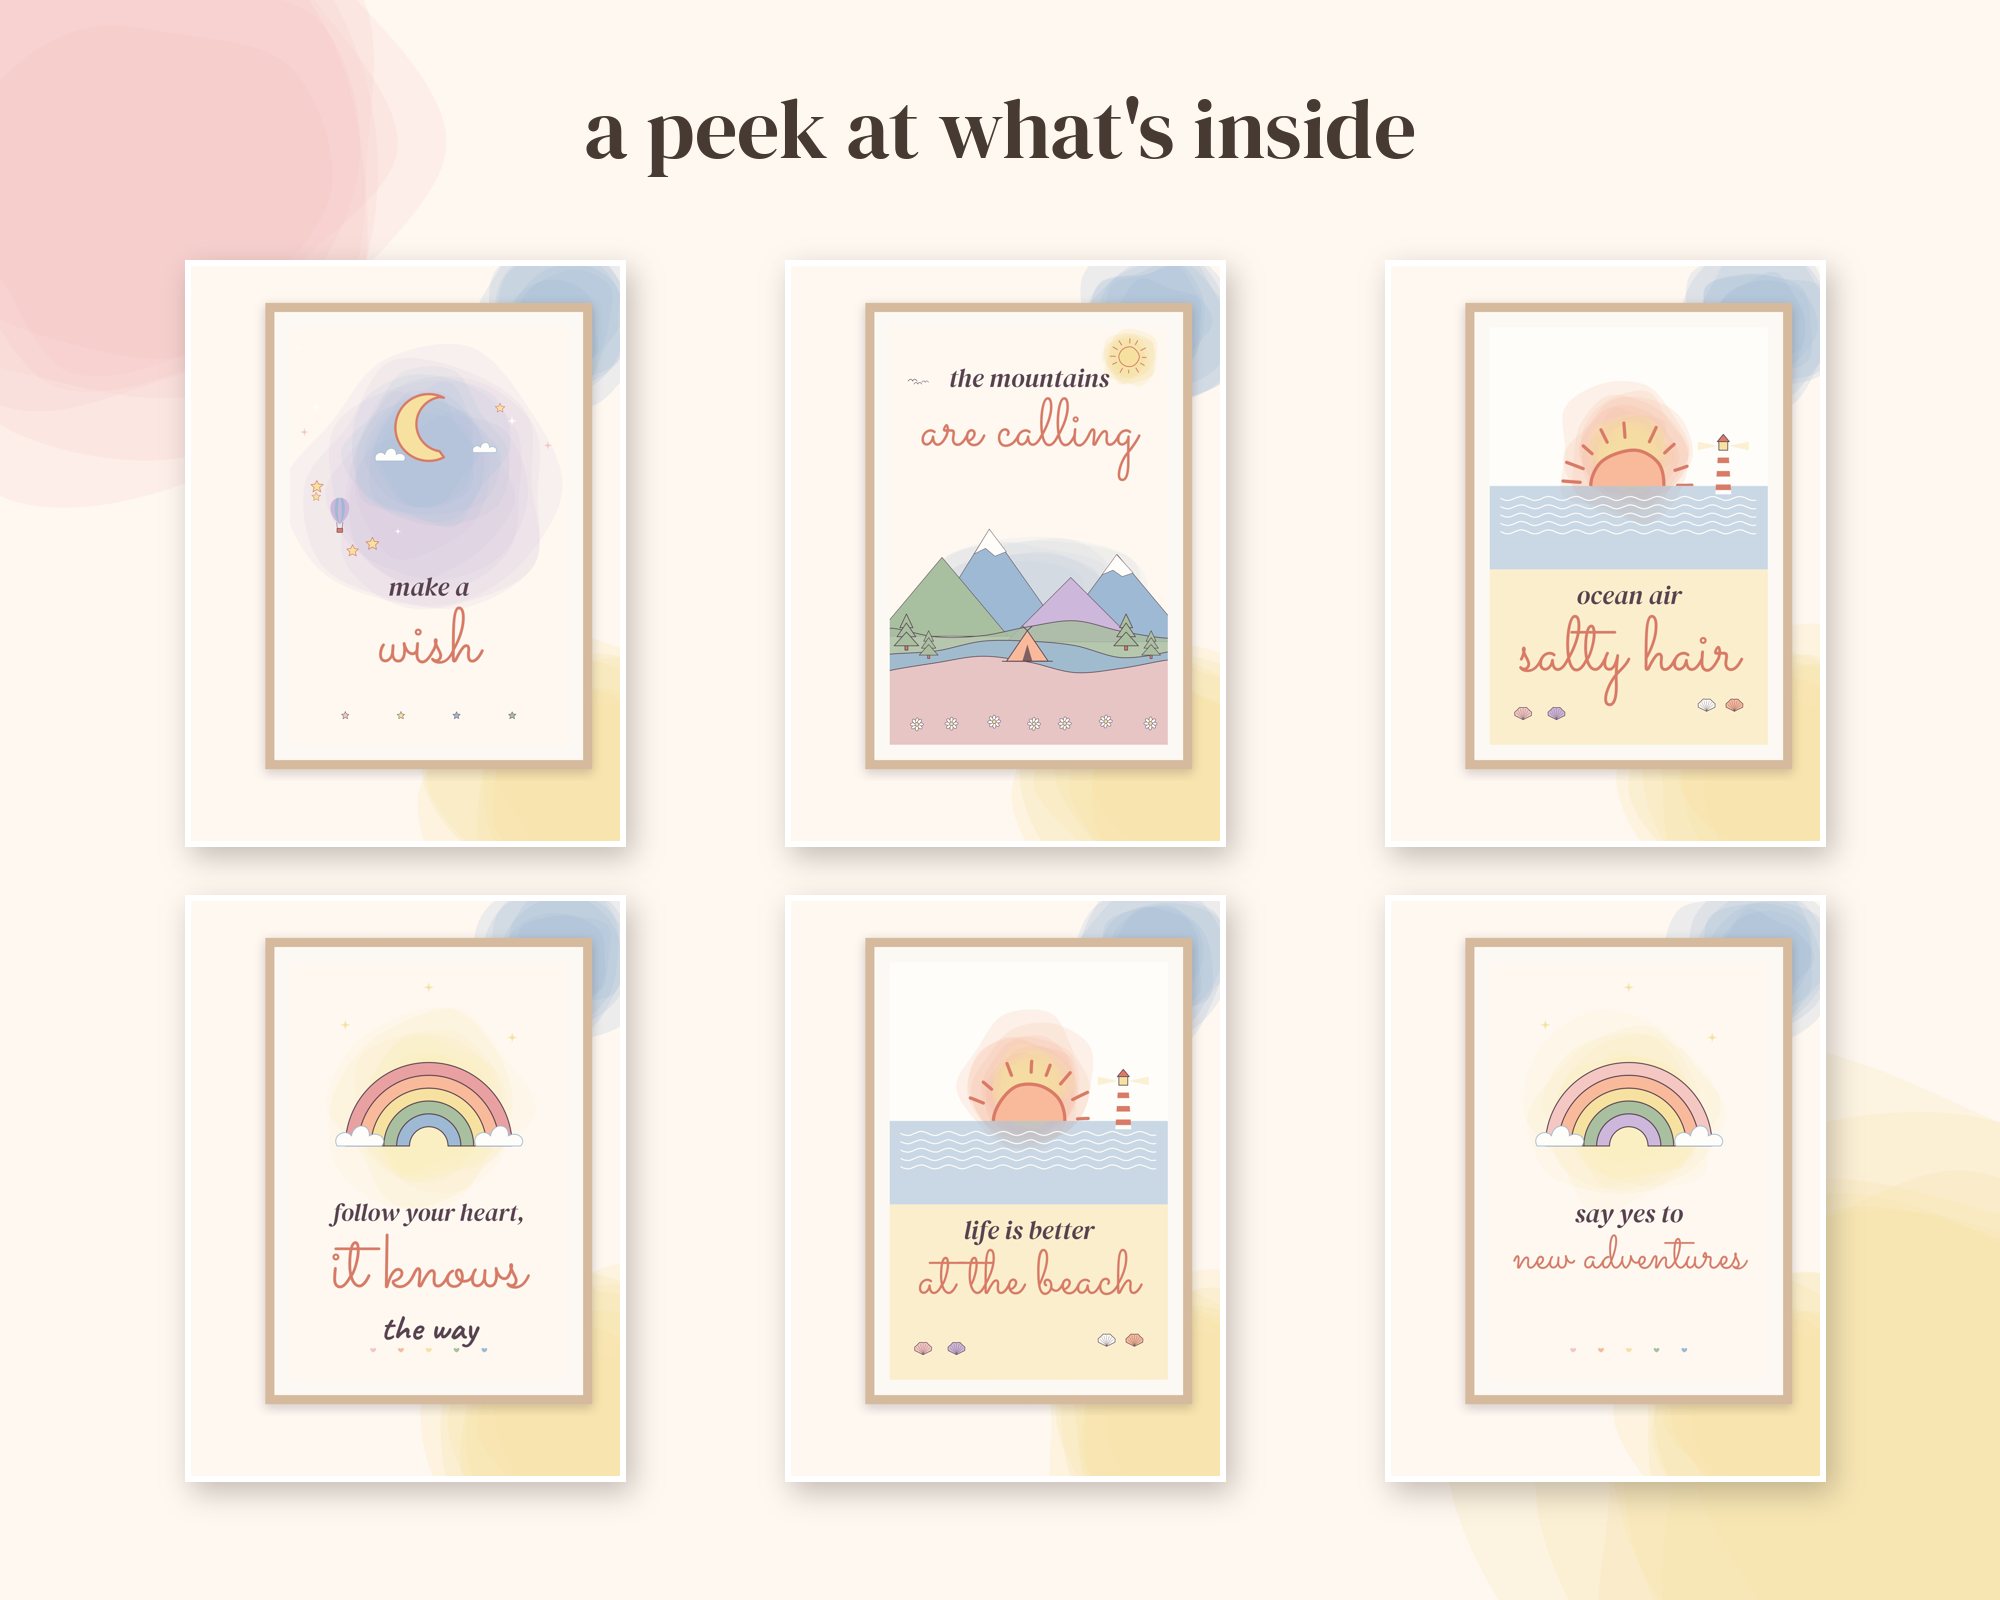 a peek at what's inside
make a
wish
the mountains
are calling
ocean air
salty hair
follow your heart,
it knows
the way
life is better
at the beach
say yes to
new adventures